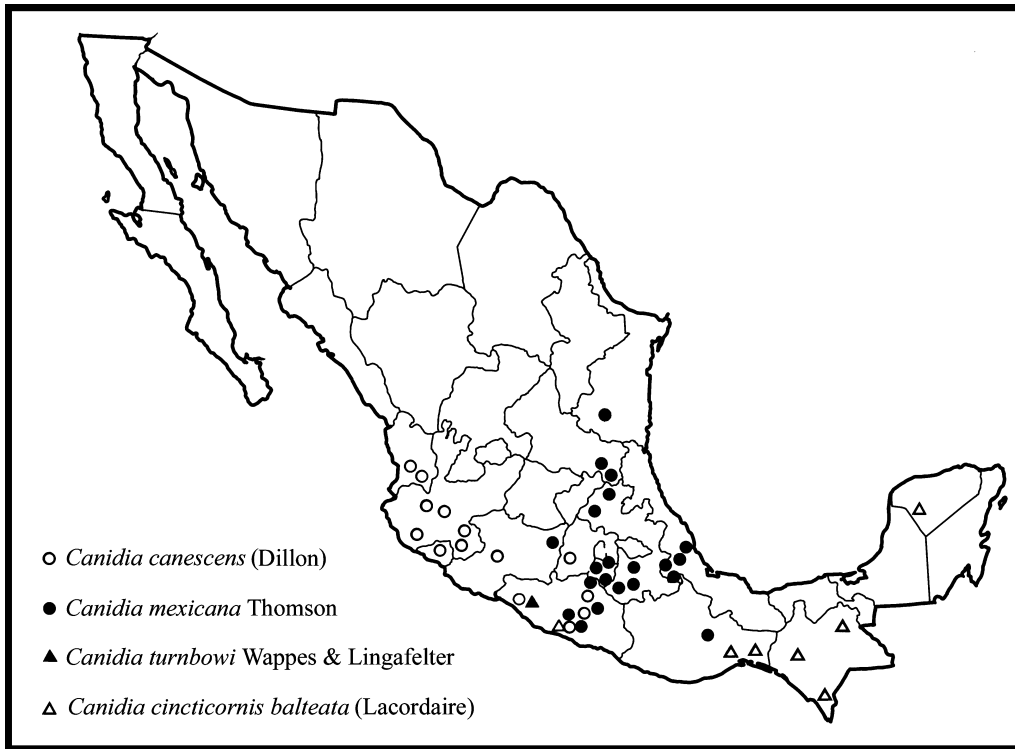 Canidia canescens (Dillon)
Canidia mexicana Thomson
Canidia turnbowi Wappes & Lingafelter
Canidia cincticornis balteata (Lacordaire)